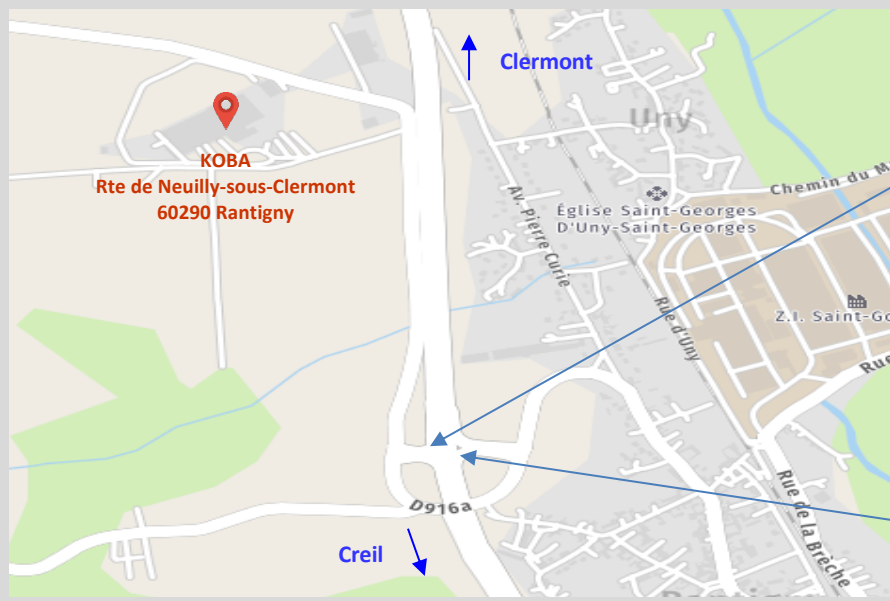 Clermont
Uny
KOBA
Rte de Neuilly-sous-Clermont
60290 Rantigny
Chemin du M
Av. Pierre Curie
Église Saint-Georges
D'Uny-Saint-Georges
Rue d'Uny
Z.I. Saint-Go
Rue
D916a
Rue de la Brèche
Creil